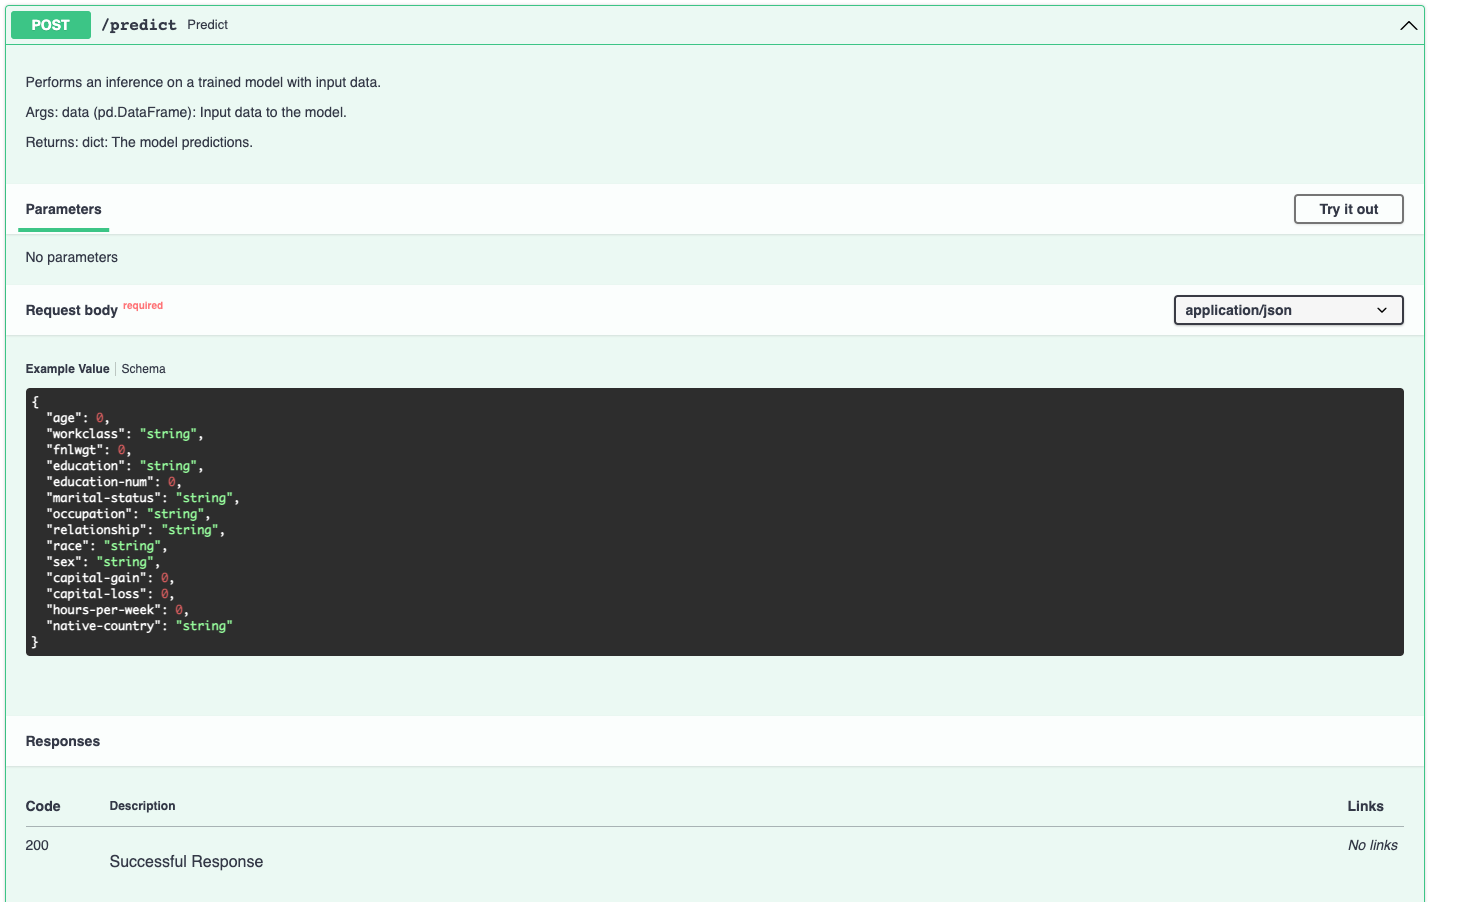 POST /predict Predict
Performs an inference on a trained model with input data.
Args: data (pd.DataFrame): Input data to the model.
Returns: dict: The model predictions.
Parameters Try it out
No parameters
Request body required application/json
Example Value Schema
{
  "age": 0,
  "workclass": "string",
  "fnlwgt": 0,
  "education": "string",
  "education-num": 0,
  "marital-status": "string",
  "occupation": "string",
  "relationship": "string",
  "race": "string",
  "sex": "string",
  "capital-gain": 0,
  "capital-loss": 0,
  "hours-per-week": 0,
  "native-country": "string"
}
Responses
Code Description Links
200 No links
Successful Response